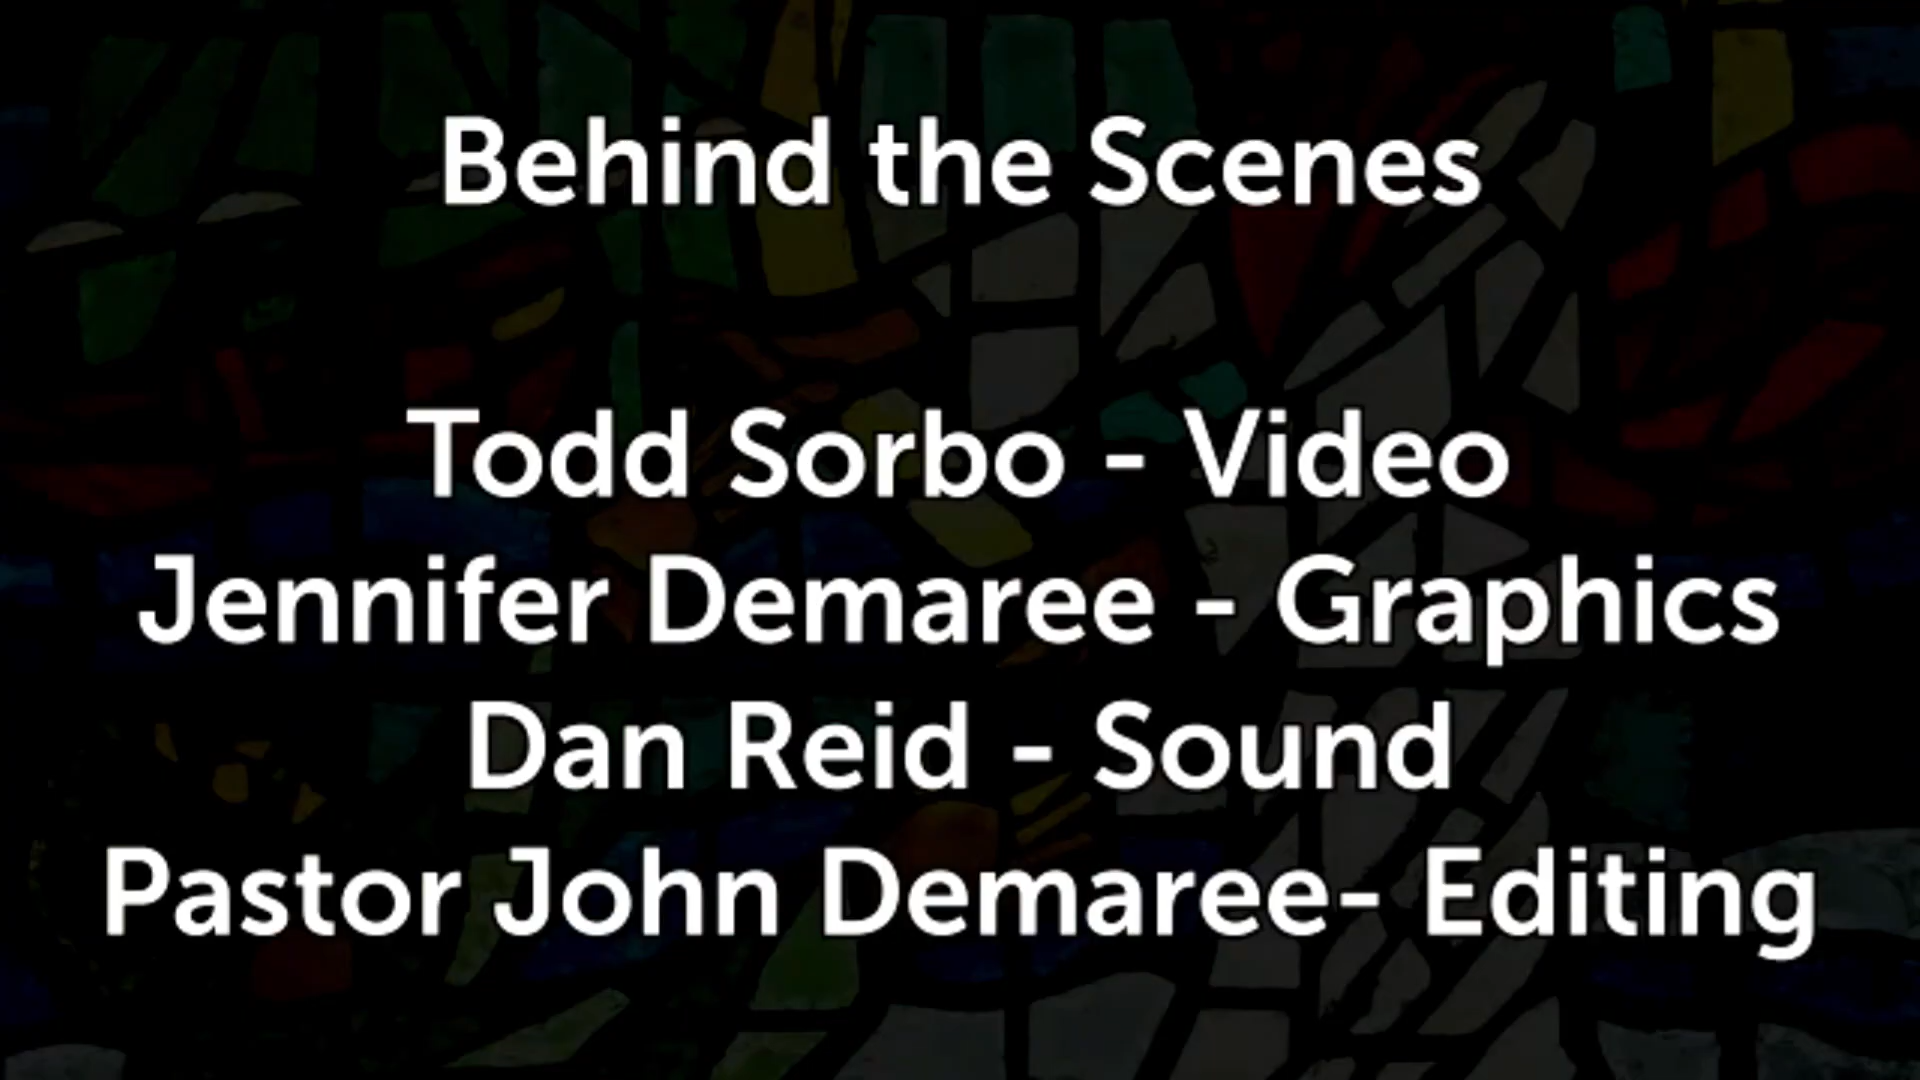 Behind the Scenes
Todd Sorbo - Video
Jennifer Demaree - Graphics
Dan Reid - Sound
Pastor John Demaree- Editing